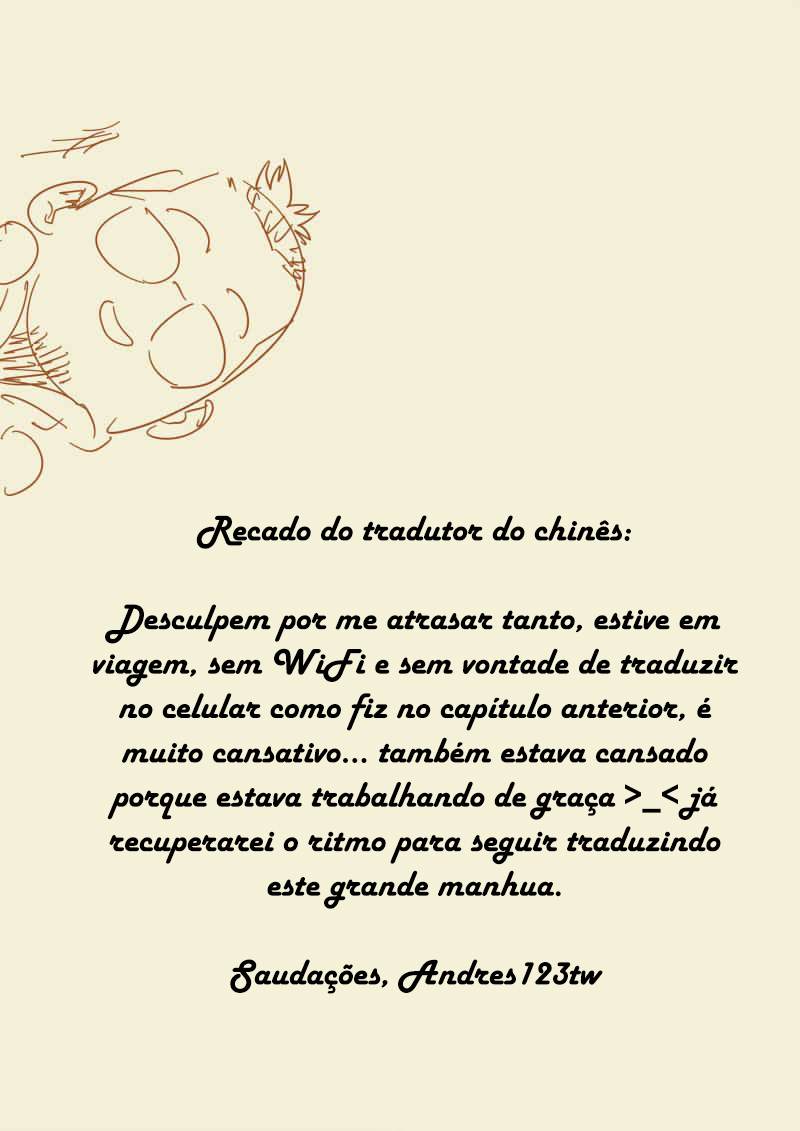 Recado do tradutor do chinês:
Desculpem por me atrasar tanto, estive em
viagem, sem WiFi e sem vontade de traduzir
no celular como fiz no capítulo anterior, é
muito cansativo... também estava cansado
porque estava trabalhando de graça >_< já
recuperarei o ritmo para seguir traduzindo
este grande manhua.
Saudações, Andres123tw